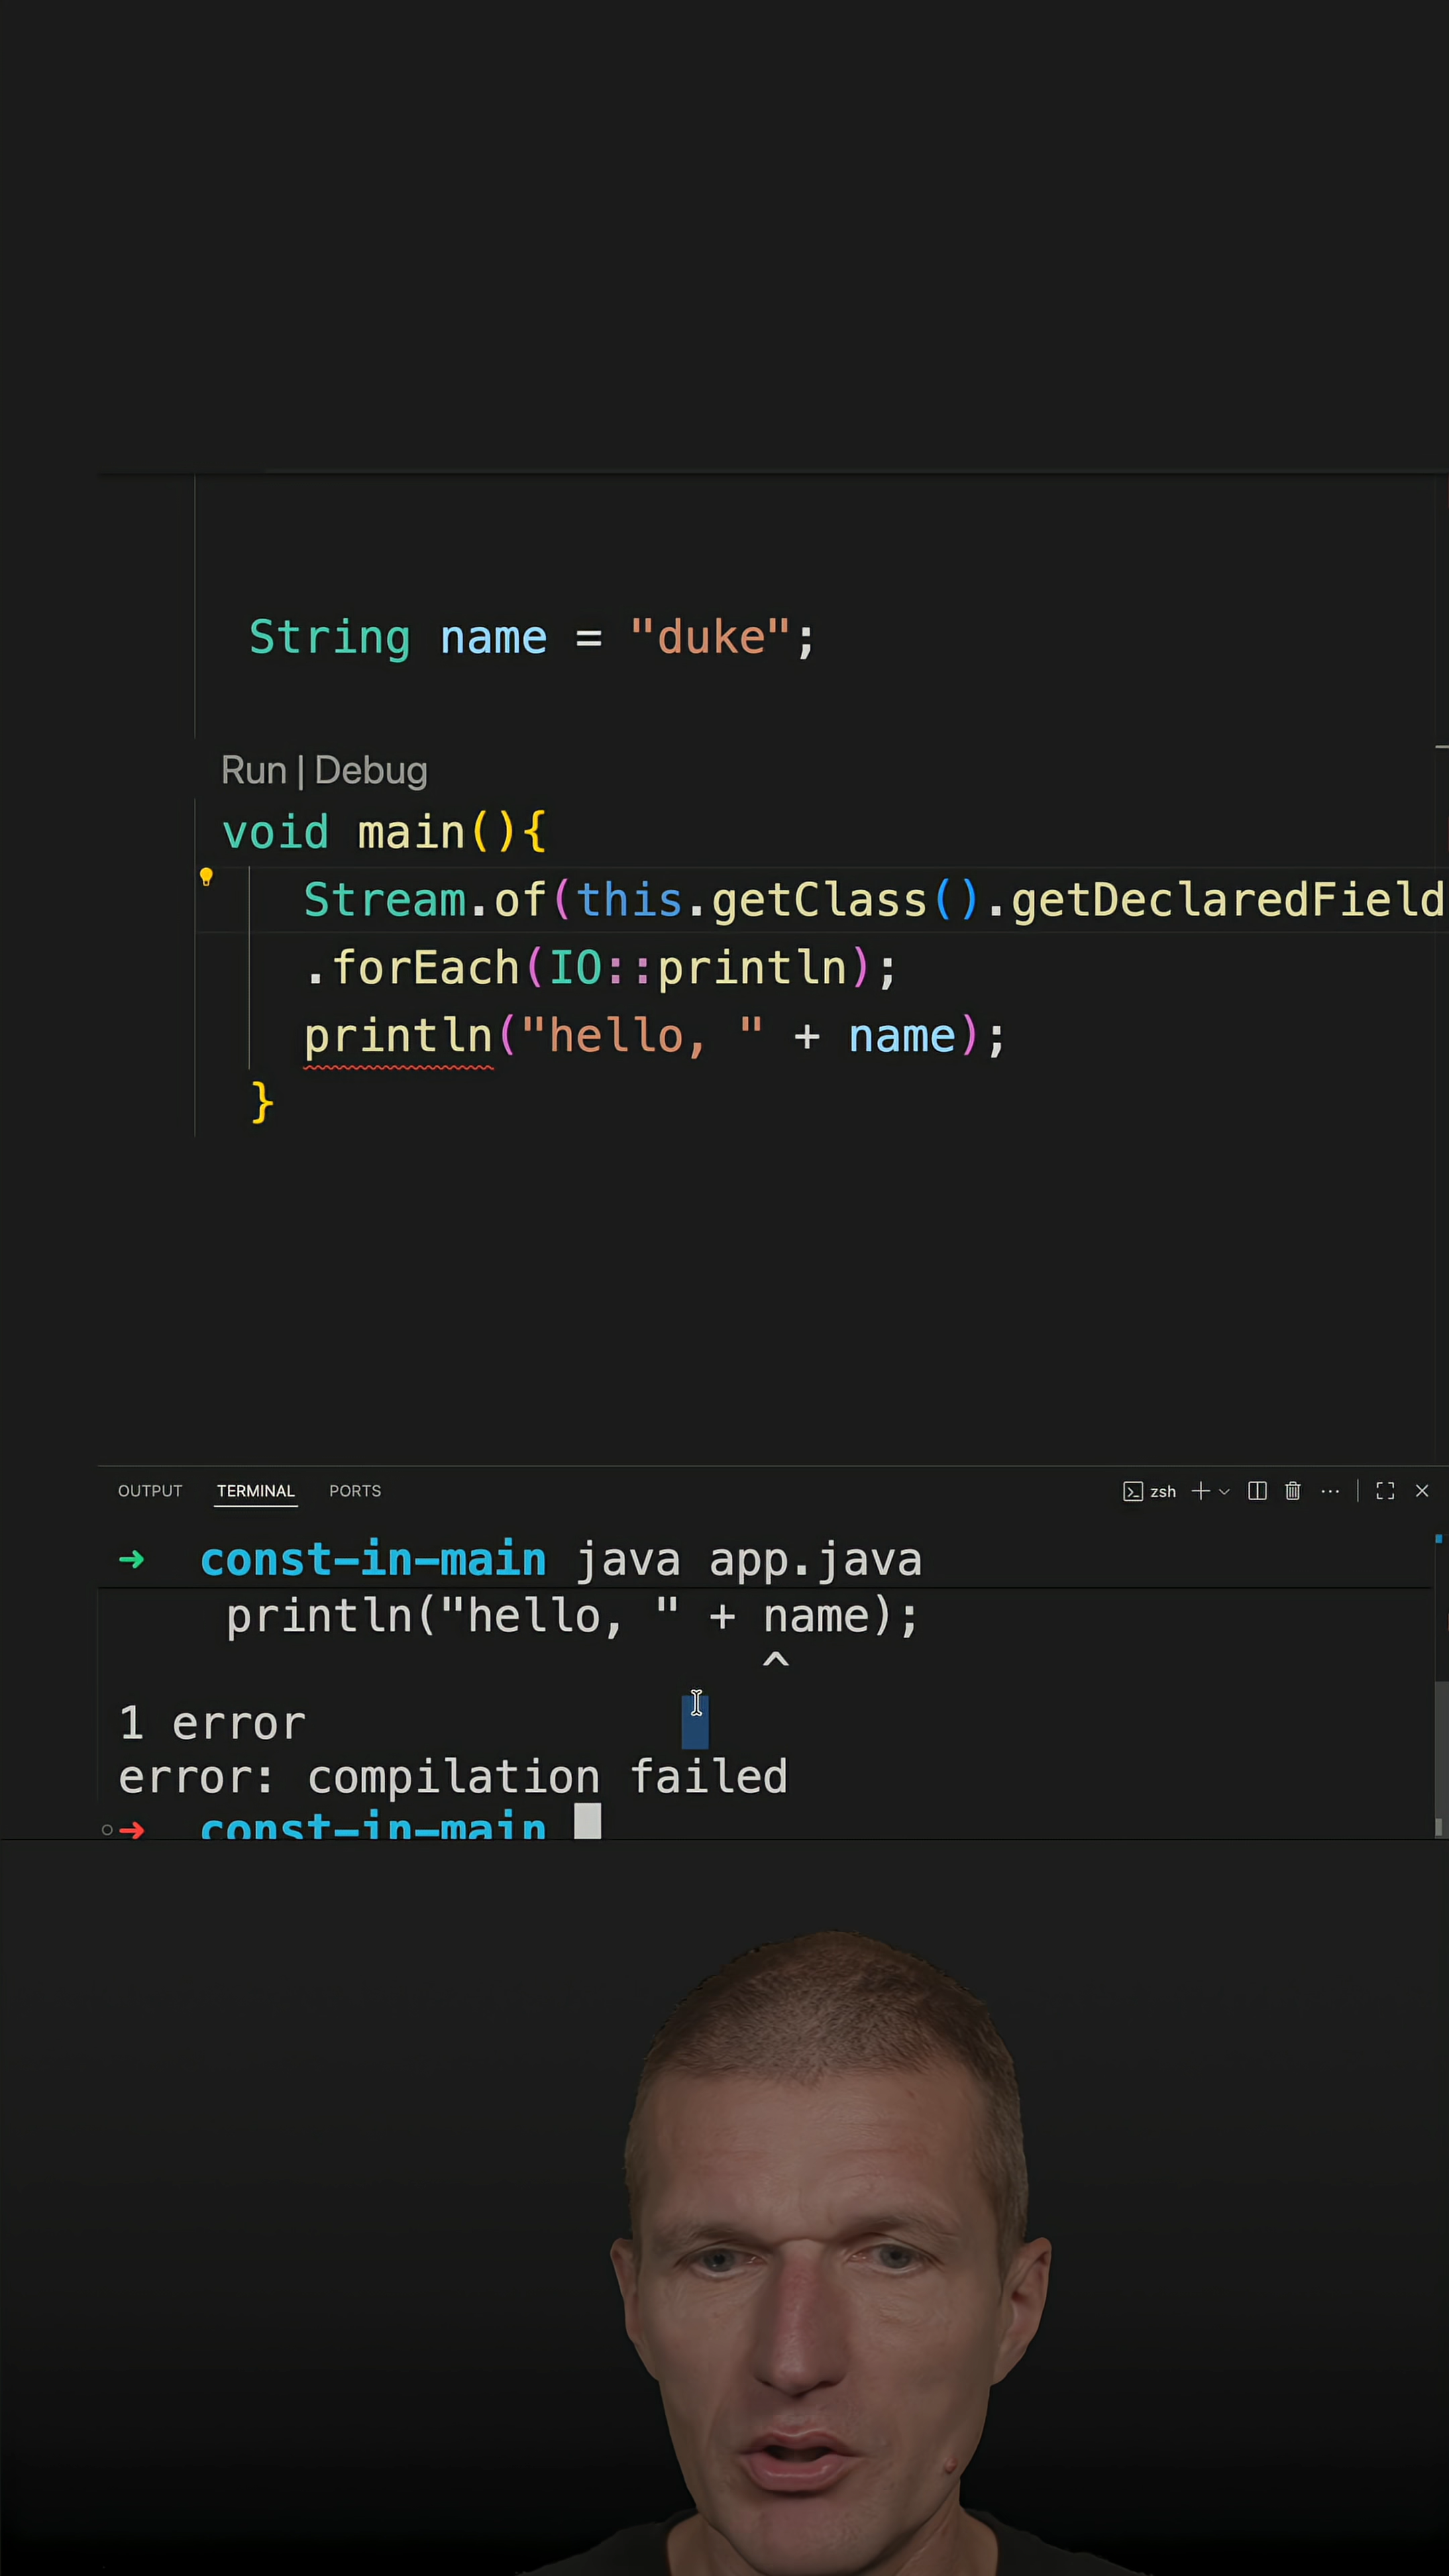 String name = "duke";
Run | Debug
void main(){
Stream.of(this.getClass().getDeclaredField
.forEach(IO::println);
println("hello, " + name);
}
OUTPUT TERMINAL PORTS zsh
→ const-in-main java app.java
println("hello, " + name);
^
1 error
error: compilation failed
→ const-in-main